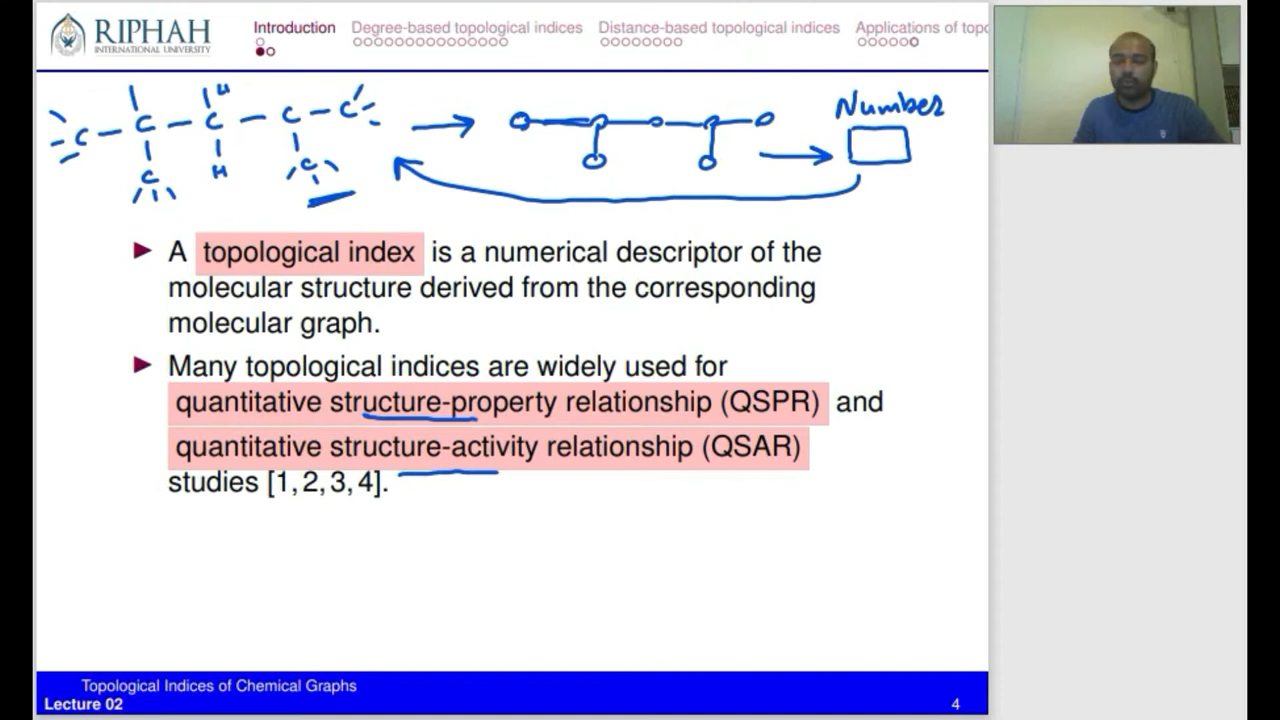 RIPHAH
INTERNATIONAL UNIVERSITY
Introduction Degree-based topological indices Distance-based topological indices Applications of topo
C - C - C - C - C
H
C H C
Number
A topological index is a numerical descriptor of the
molecular structure derived from the corresponding
molecular graph.
Many topological indices are widely used for
quantitative structure-property relationship (QSPR) and
quantitative structure-activity relationship (QSAR)
studies [1, 2, 3, 4].
Topological Indices of Chemical Graphs
Lecture 02 4